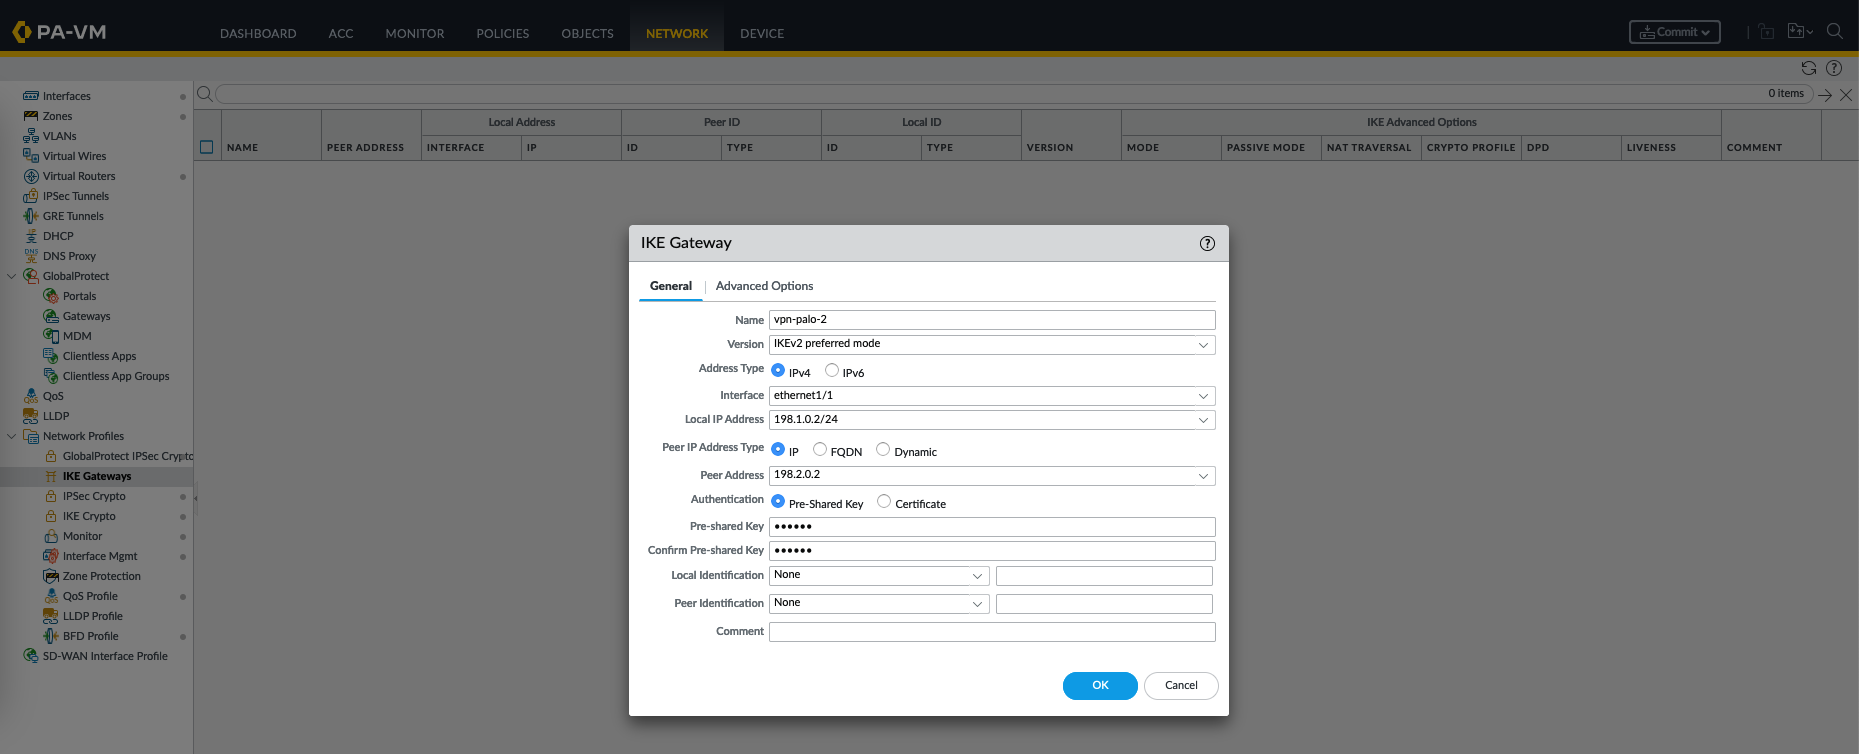 PA-VM
DASHBOARD ACC MONITOR POLICIES OBJECTS NETWORK DEVICE Commit
Interfaces
Zones
VLANs
Virtual Wires
Virtual Routers
IPSec Tunnels
GRE Tunnels
DHCP
DNS Proxy
GlobalProtect
Portals
Gateways
MDM
Clientless Apps
Clientless App Groups
QoS
LLDP
Network Profiles
GlobalProtect IPSec Crypto
IKE Gateways
IPSec Crypto
IKE Crypto
Monitor
Interface Mgmt
Zone Protection
QoS Profile
LLDP Profile
BFD Profile
SD-WAN Interface Profile
0 items
Local Address Peer ID Local ID IKE Advanced Options
NAME PEER ADDRESS INTERFACE IP ID TYPE ID TYPE VERSION MODE PASSIVE MODE NAT TRAVERSAL CRYPTO PROFILE DPD LIVENESS COMMENT
IKE Gateway
General Advanced Options
Name vpn-palo-2
Version IKEv2 preferred mode
Address Type IPv4 IPv6
Interface ethernet1/1
Local IP Address 198.1.0.2/24
Peer IP Address Type IP FQDN Dynamic
Peer Address 198.2.0.2
Authentication Pre-Shared Key Certificate
Pre-shared Key ••••••
Confirm Pre-shared Key ••••••
Local Identification None
Peer Identification None
Comment
OK Cancel